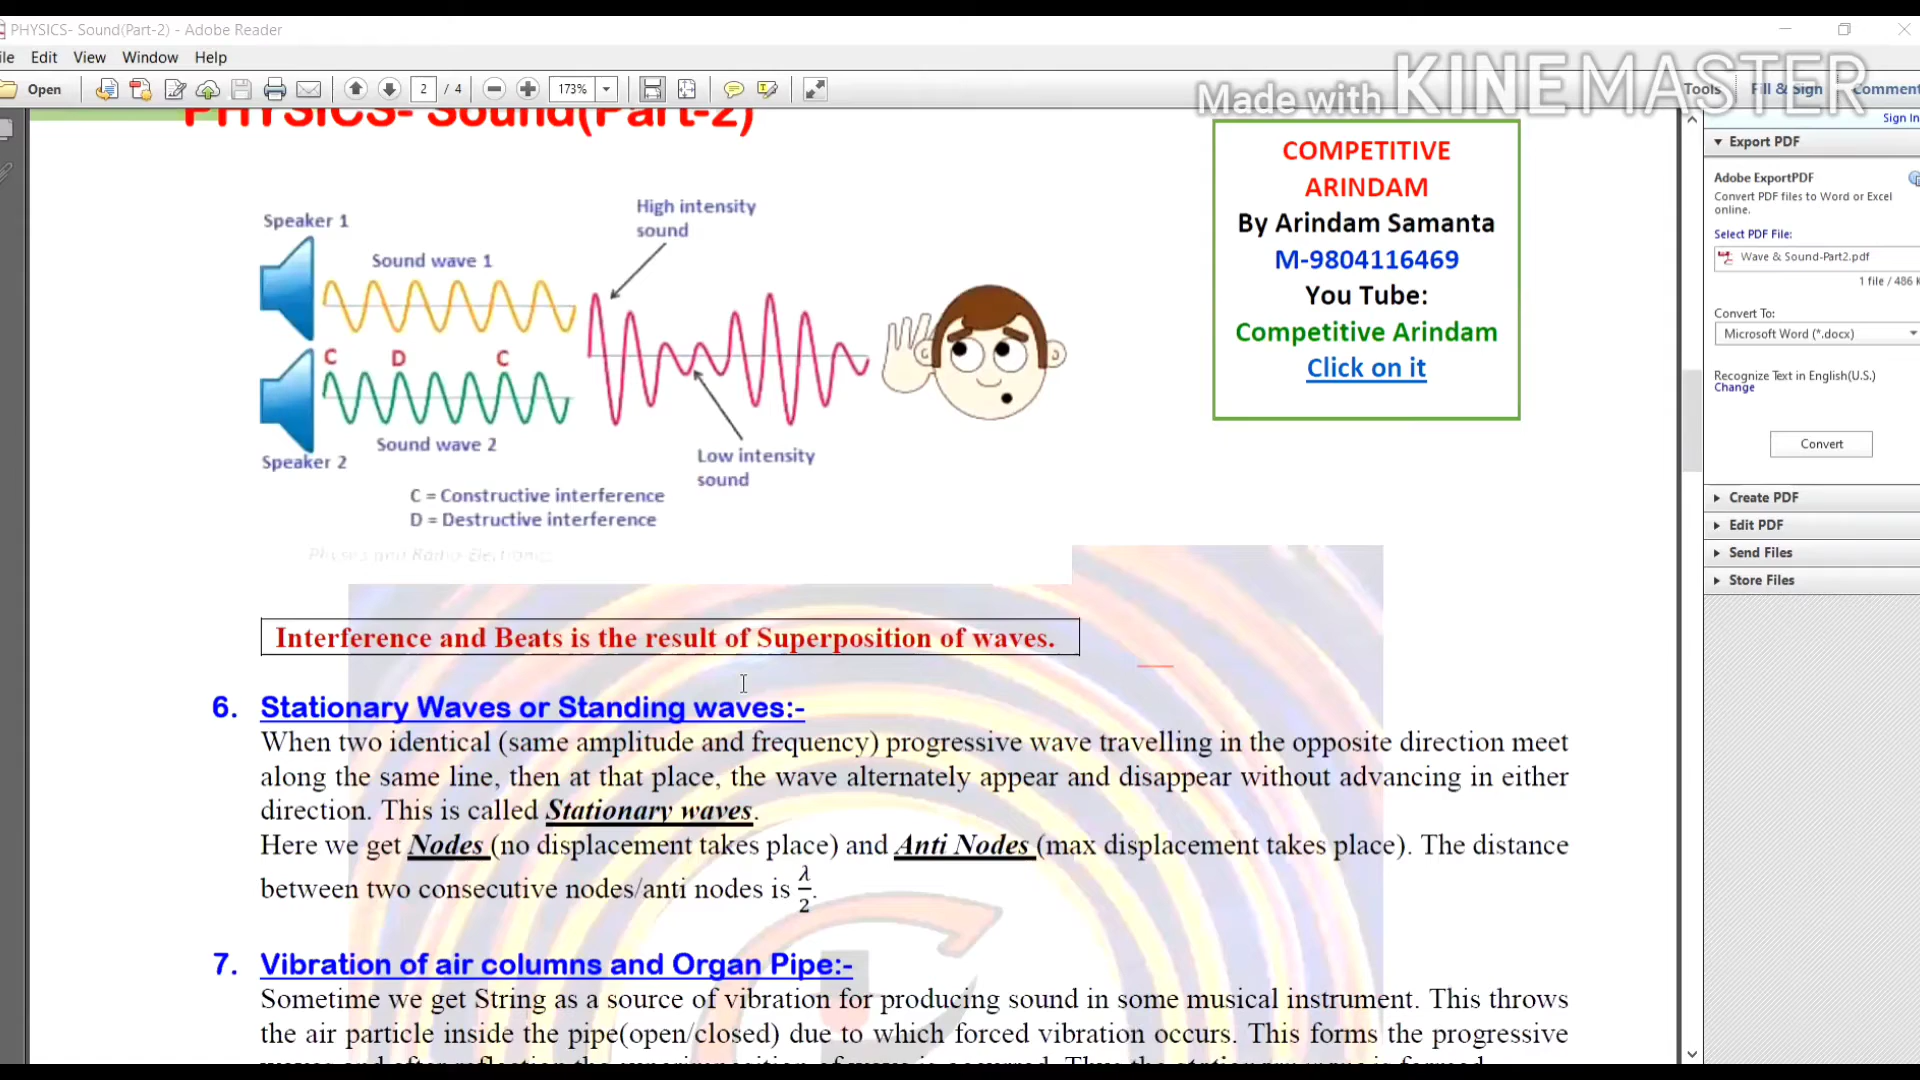 PHYSICS- Sound(Part-2) - Adobe Reader
ile Edit View Window Help
Made with KINEMASTER
Open 2 / 4 173% Tools Fill & Sign Comment
Sign In
PHYSICS- Sound(Part-2)
COMPETITIVE
ARINDAM
By Arindam Samanta
M-9804116469
You Tube:
Competitive Arindam
Click on it
Speaker 1
Sound wave 1
High intensity
sound
C D C
Sound wave 2
Speaker 2
Low intensity
sound
C = Constructive interference
D = Destructive interference
Physics and Radio-Electronics
Interference and Beats is the result of Superposition of waves.
6. Stationary Waves or Standing waves:-
When two identical (same amplitude and frequency) progressive wave travelling in the opposite direction meet
along the same line, then at that place, the wave alternately appear and disappear without advancing in either
direction. This is called Stationary waves.
Here we get Nodes (no displacement takes place) and Anti Nodes (max displacement takes place). The distance
between two consecutive nodes/anti nodes is λ/2.
7. Vibration of air columns and Organ Pipe:-
Sometime we get String as a source of vibration for producing sound in some musical instrument. This throws
the air particle inside the pipe(open/closed) due to which forced vibration occurs. This forms the progressive
Export PDF
Adobe ExportPDF
Convert PDF files to Word or Excel
online.
Select PDF File:
Wave & Sound-Part2.pdf
1 file / 486 K
Convert To:
Microsoft Word (*.docx)
Recognize Text in English(U.S.)
Change
Convert
Create PDF
Edit PDF
Send Files
Store Files